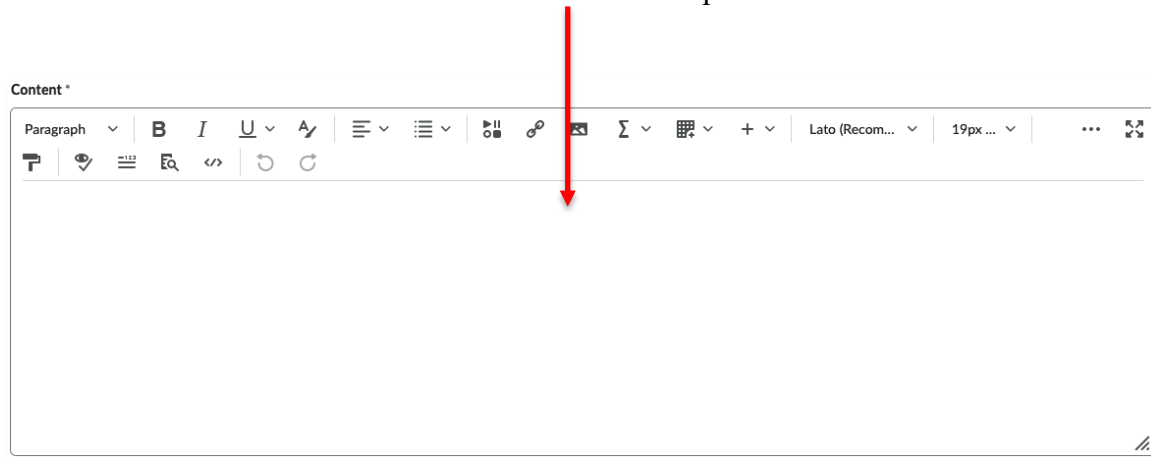 Content *
Paragraph B I U Σ + Lato (Recom... 19px ... ...